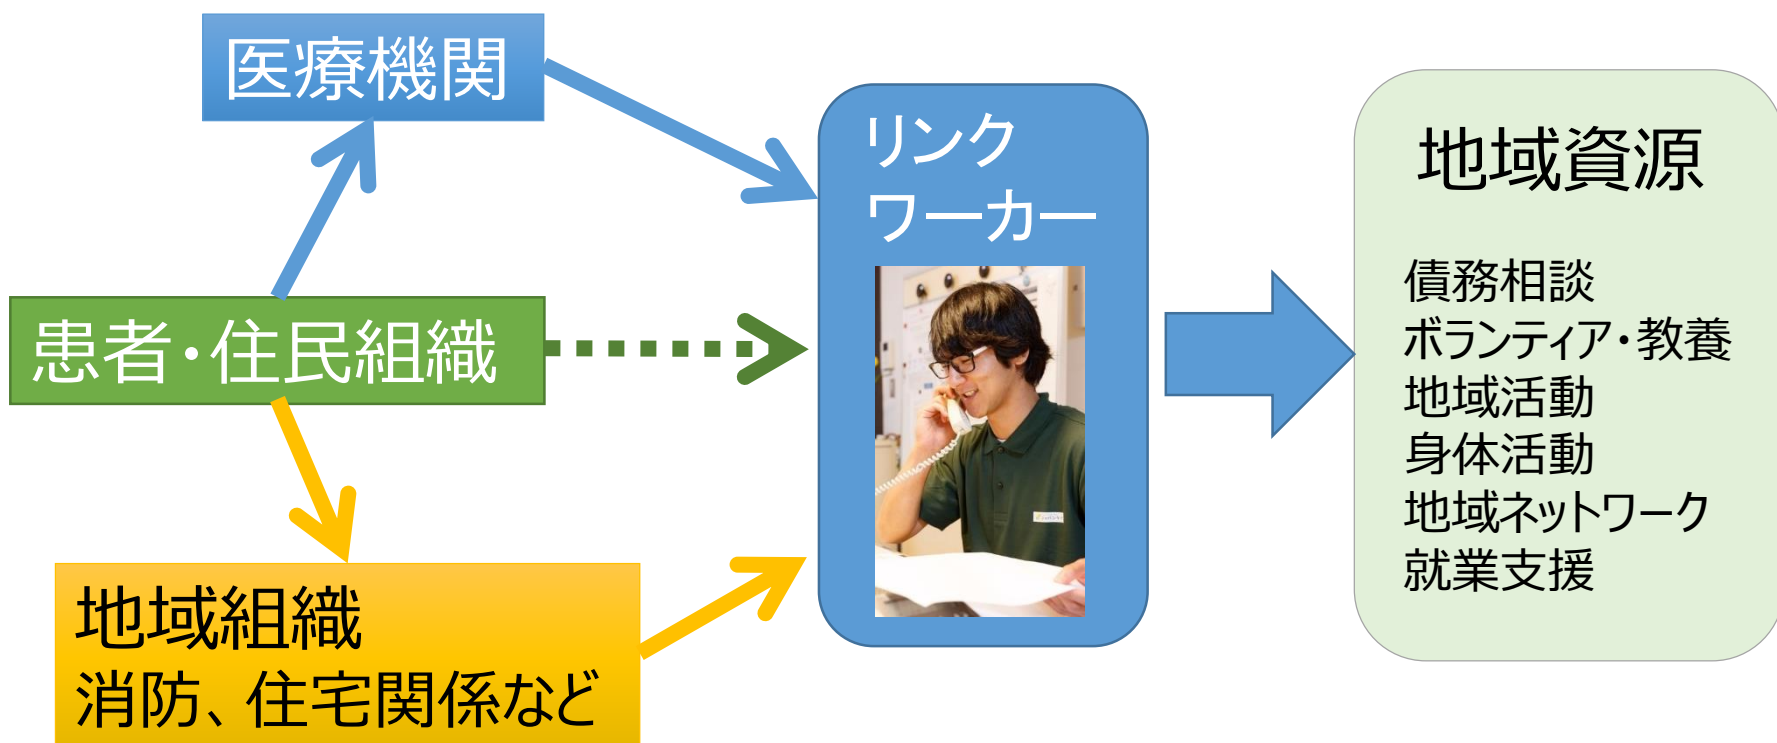 医療機関
患者・住民組織
地域組織
消防、住宅関係など
リンク
ワーカー
地域資源
債務相談
ボランティア・教養
地域活動
身体活動
地域ネットワーク
就業支援